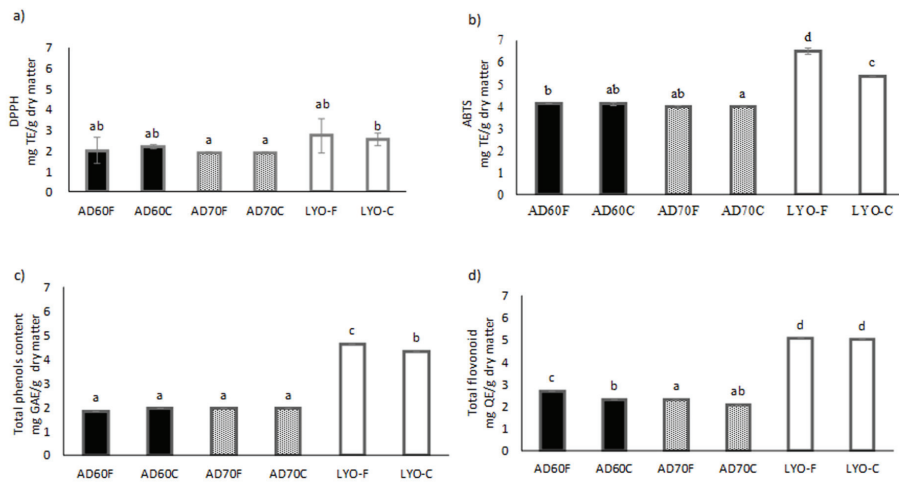 a)
DPPH
mg TE/g dry matter
7
6
5
4
3
2
1
0
ab
ab
a
a
ab
b
AD60F AD60C AD70F AD70C LYO-F LYO-C
b)
ABTS
mg TE/g dry matter
7
6
5
4
3
2
1
0
b
ab
ab
a
d
c
AD60F AD60C AD70F AD70C LYO-F LYO-C
c)
Total phenols content
mg GAE/g dry matter
7
6
5
4
3
2
1
0
a
a
a
a
c
b
AD60F AD60C AD70F AD70C LYO-F LYO-C
d)
Total flovonoid
mg QE/g dry matter
7
6
5
4
3
2
1
0
c
b
a
ab
d
d
AD60F AD60C AD70F AD70C LYO-F LYO-C